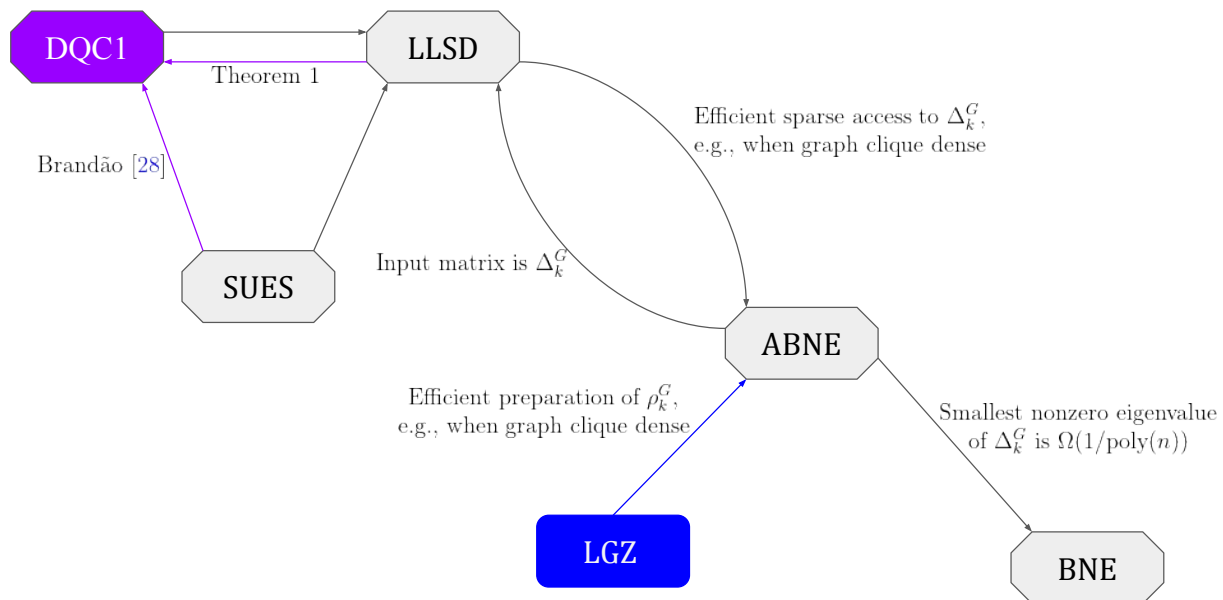 DQC1
LLSD
Theorem 1
Efficient sparse access to Δ_k^G,
e.g., when graph clique dense
Brandão [28]
Input matrix is Δ_k^G
SUES
ABNE
Efficient preparation of ρ_k^G,
e.g., when graph clique dense
Smallest nonzero eigenvalue
of Δ_k^G is Ω(1/poly(n))
LGZ
BNE